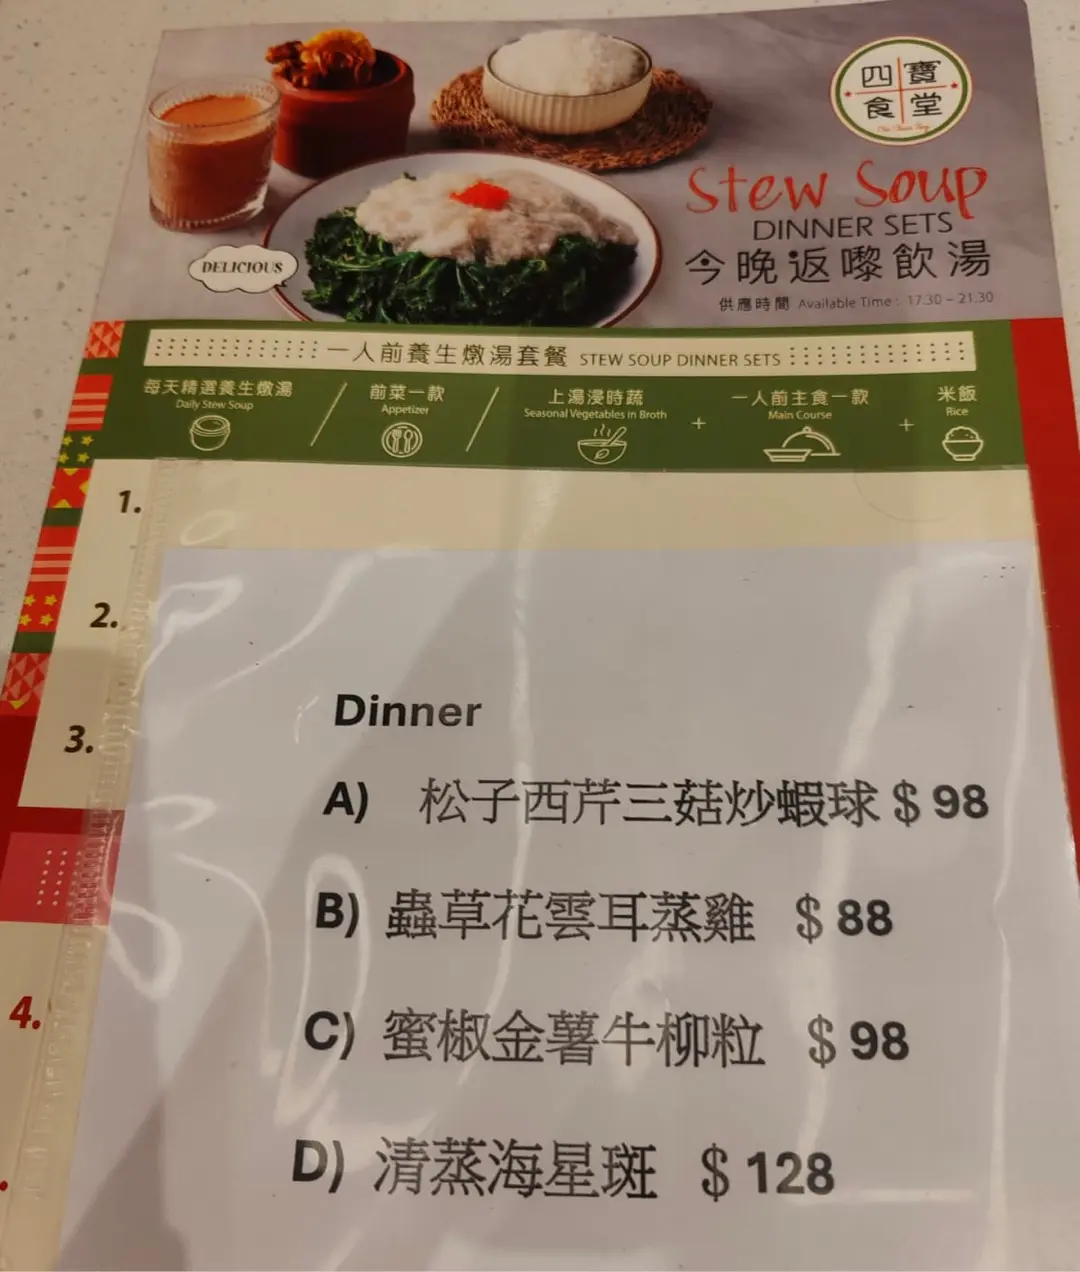 四寶
食堂
Stew Soup
DINNER SETS
今晚返嚟飲湯
供應時間 Available Time : 17:30 – 21:30
DELICIOUS
一人前養生燉湯套餐 STEW SOUP DINNER SETS
每天精選養生燉湯 / 前菜一款 / 上湯浸時蔬 + 一人前主食一款 + 米飯
Daily Stew Soup Appetizer Seasonal Vegetables in Broth Main Course Rice
1.
2.
3.
4.
Dinner
A) 松子西芹三菇炒蝦球 $ 98
B) 蟲草花雲耳蒸雞 $ 88
C) 蜜椒金薯牛柳粒 $ 98
D) 清蒸海星斑 $ 128